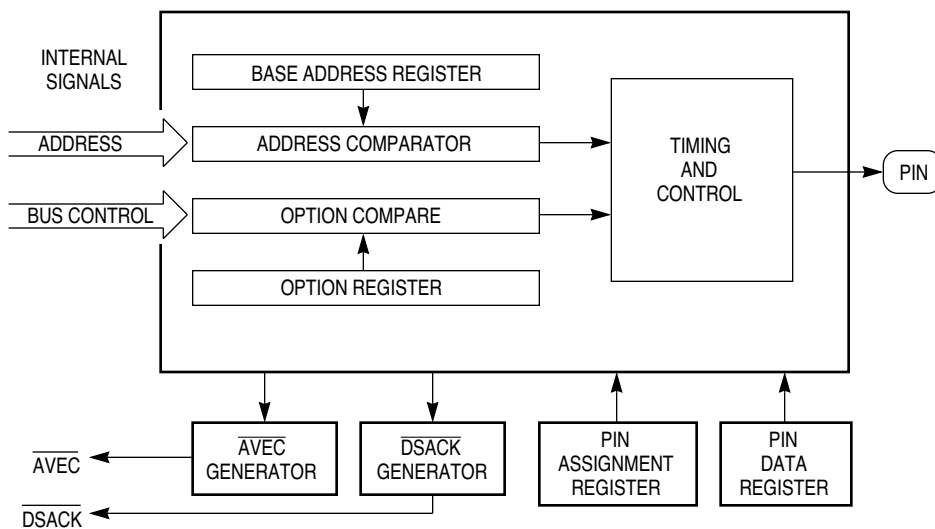 INTERNAL
SIGNALS
BASE ADDRESS REGISTER
ADDRESS
ADDRESS COMPARATOR
TIMING
AND
CONTROL
PIN
BUS CONTROL
OPTION COMPARE
OPTION REGISTER
AVEC
GENERATOR
DSACK
GENERATOR
PIN
ASSIGNMENT
REGISTER
PIN
DATA
REGISTER
AVEC
DSACK